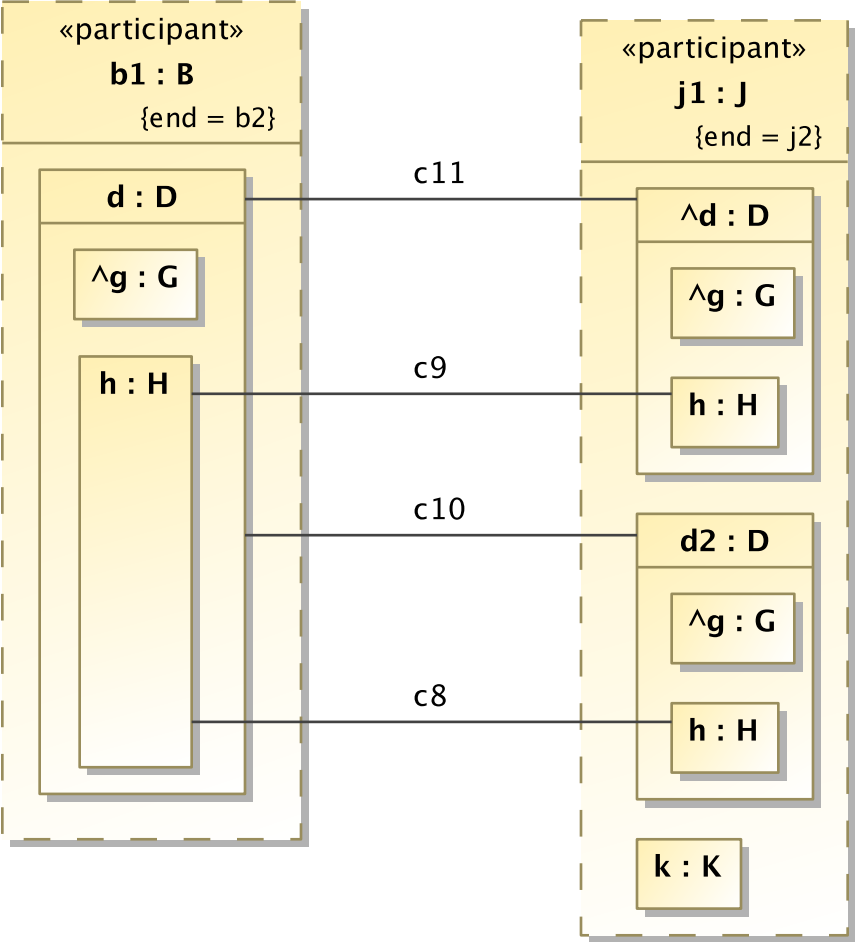 «participant»
b1 : B
{end = b2}
d : D
^g : G
h : H
c11
c9
c10
c8
«participant»
j1 : J
{end = j2}
^d : D
^g : G
h : H
d2 : D
^g : G
h : H
k : K